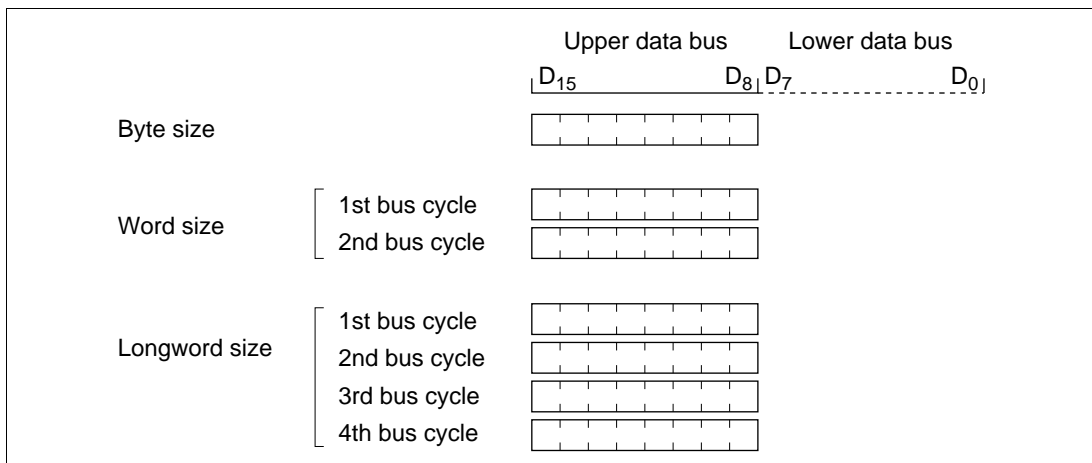 Upper data bus Lower data bus
D15 D8 D7 D0
Byte size
1st bus cycle
Word size
2nd bus cycle
1st bus cycle
Longword size
2nd bus cycle
3rd bus cycle
4th bus cycle